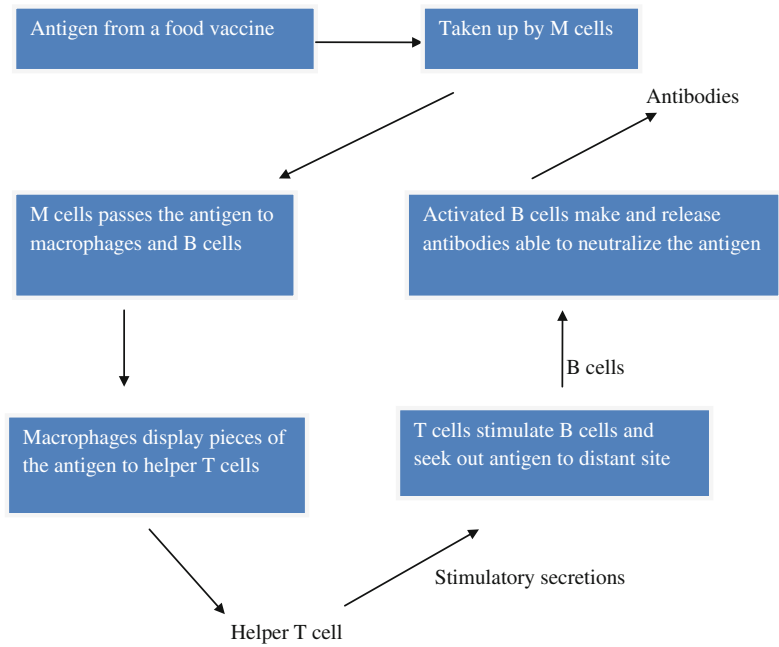 Antigen from a food vaccine
Taken up by M cells
M cells passes the antigen to
macrophages and B cells
Macrophages display pieces of
the antigen to helper T cells
Helper T cell
Stimulatory secretions
T cells stimulate B cells and
seek out antigen to distant site
B cells
Activated B cells make and release
antibodies able to neutralize the antigen
Antibodies